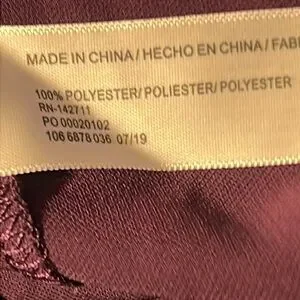 MADE IN CHINA / HECHO EN CHINA / FAB
100% POLYESTER/ POLIESTER/ POLYESTER
RN-142711
PO 00020102
106 6878 036 07/19